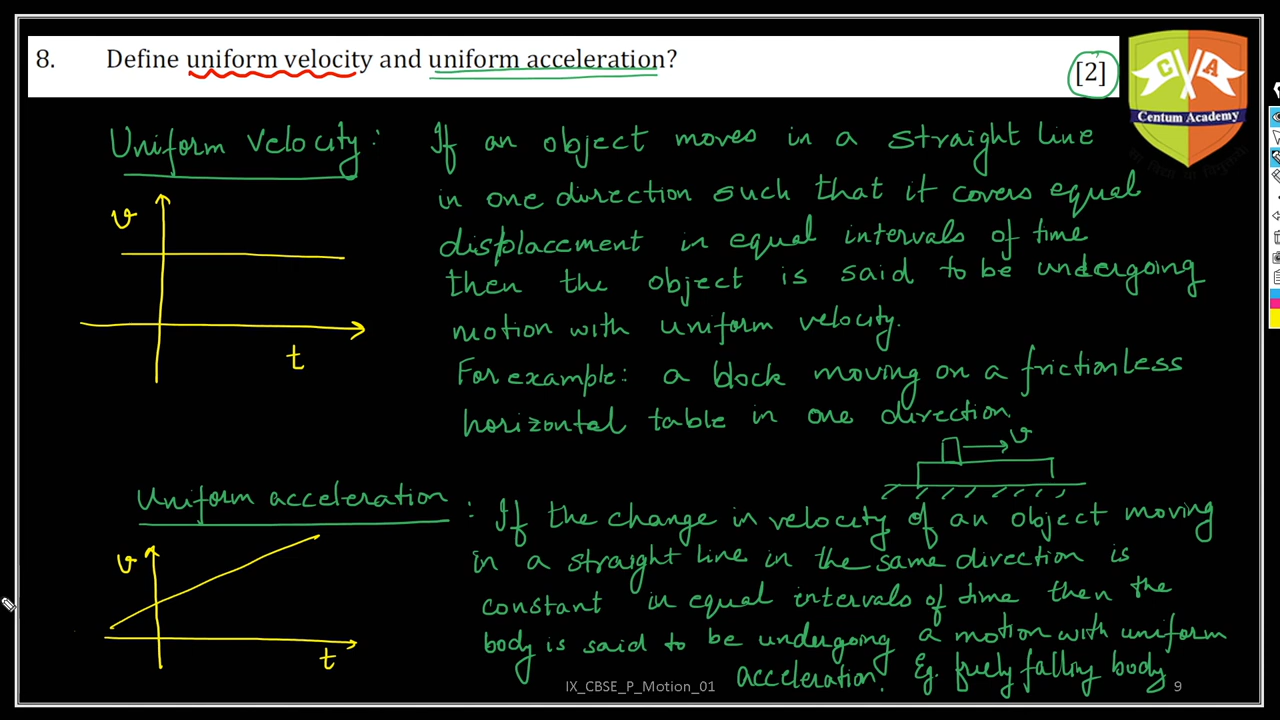 8. Define uniform velocity and uniform acceleration? [2]
C A
Centum Academy
Uniform Velocity : If an object moves in a straight line
in one direction such that it covers equal
displacement in equal intervals of time
then the object is said to be undergoing
motion with uniform velocity.
For example: a block moving on a frictionless
horizontal table in one direction
v
t
v
Uniform acceleration : If the change in velocity of an object moving
in a straight line in the same direction is
constant in equal intervals of time then the
body is said to be undergoing a motion with uniform
acceleration. Eg. freely falling body
v
t
IX_CBSE_P_Motion_01 9